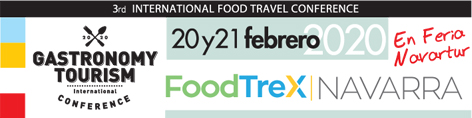 3rd INTERNATIONAL FOOD TRAVEL CONFERENCE
20 20
GASTRONOMY
TOURISM
International
CONFERENCE
20 y 21 febrero 2020
En Feria
Navartur
FoodTreX NAVARRA